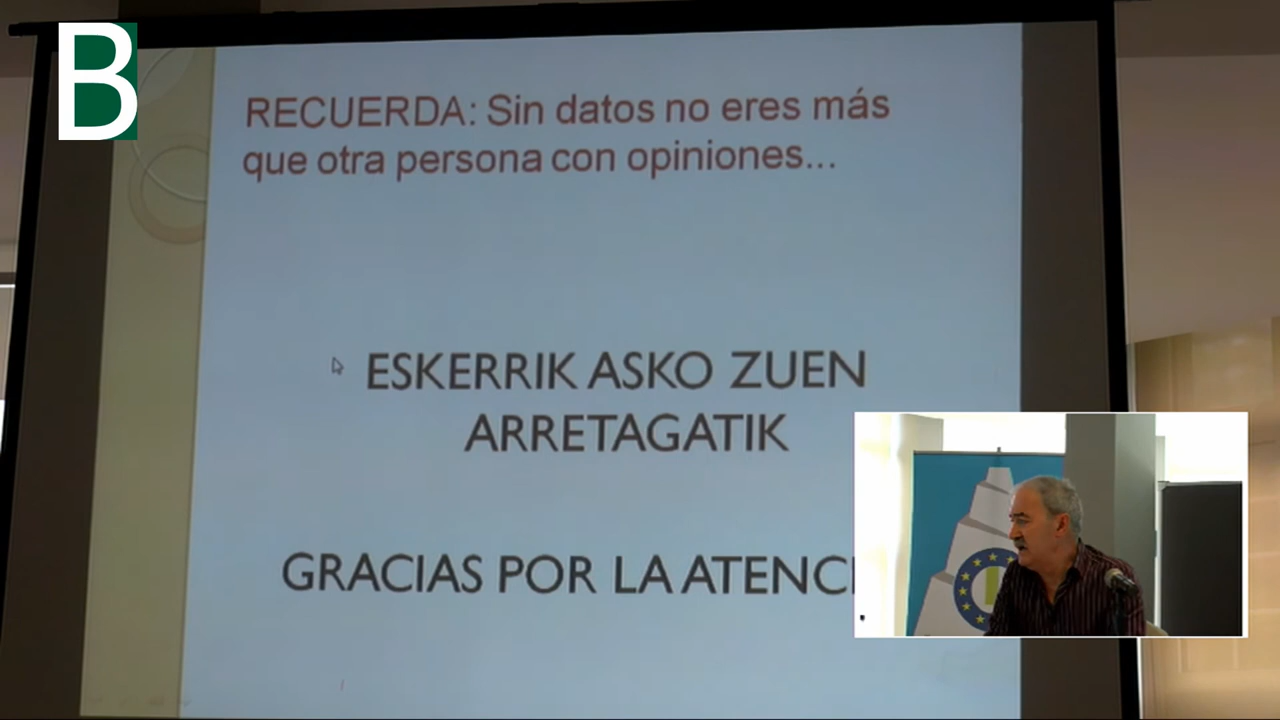 B
RECUERDA: Sin datos no eres más
que otra persona con opiniones...
ESKERRIK ASKO ZUEN
ARRETAGATIK
GRACIAS POR LA